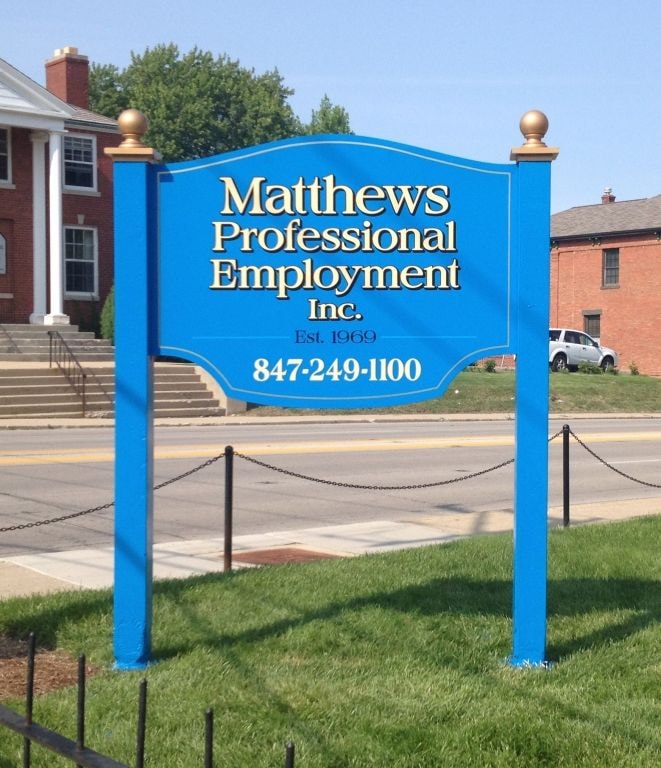 Matthews
Professional
Employment
Inc.
Est. 1969
847-249-1100